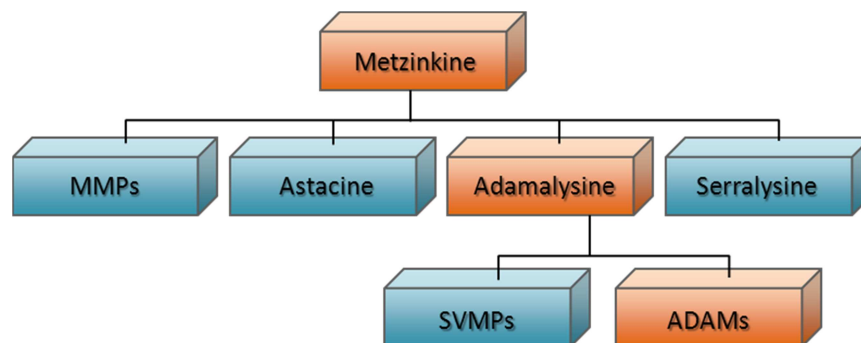 Metzinkine
MMPs
Astacine
Adamalysine
Serralysine
SVMPs
ADAMs